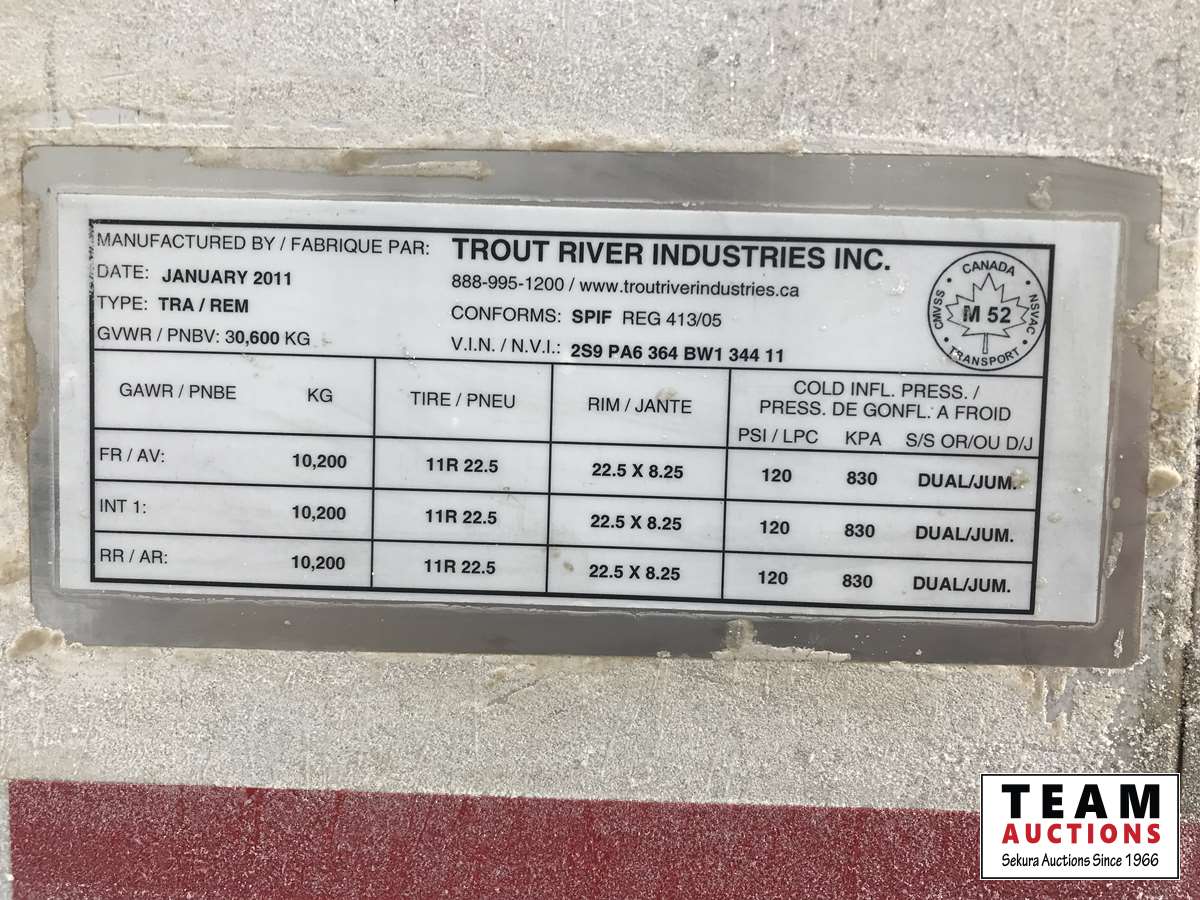 MANUFACTURED BY / FABRIQUE PAR: TROUT RIVER INDUSTRIES INC.
DATE: JANUARY 2011 888-995-1200 / www.troutriverindustries.ca
TYPE: TRA / REM CONFORMS: SPIF REG 413/05
GVWR / PNBV: 30,600 KG V.I.N. / N.V.I.: 2S9 PA6 364 BW1 344 11
CANADA
CMVSS M 52 NSVAC
TRANSPORT
GAWR / PNBE KG TIRE / PNEU RIM / JANTE COLD INFL. PRESS. /
PRESS. DE GONFL. A FROID
PSI / LPC KPA S/S OR/OU D/J
FR / AV: 10,200 11R 22.5 22.5 X 8.25 120 830 DUAL/JUM.
INT 1: 10,200 11R 22.5 22.5 X 8.25 120 830 DUAL/JUM.
RR / AR: 10,200 11R 22.5 22.5 X 8.25 120 830 DUAL/JUM.
TEAM
AUCTIONS
Sekura Auctions Since 1966